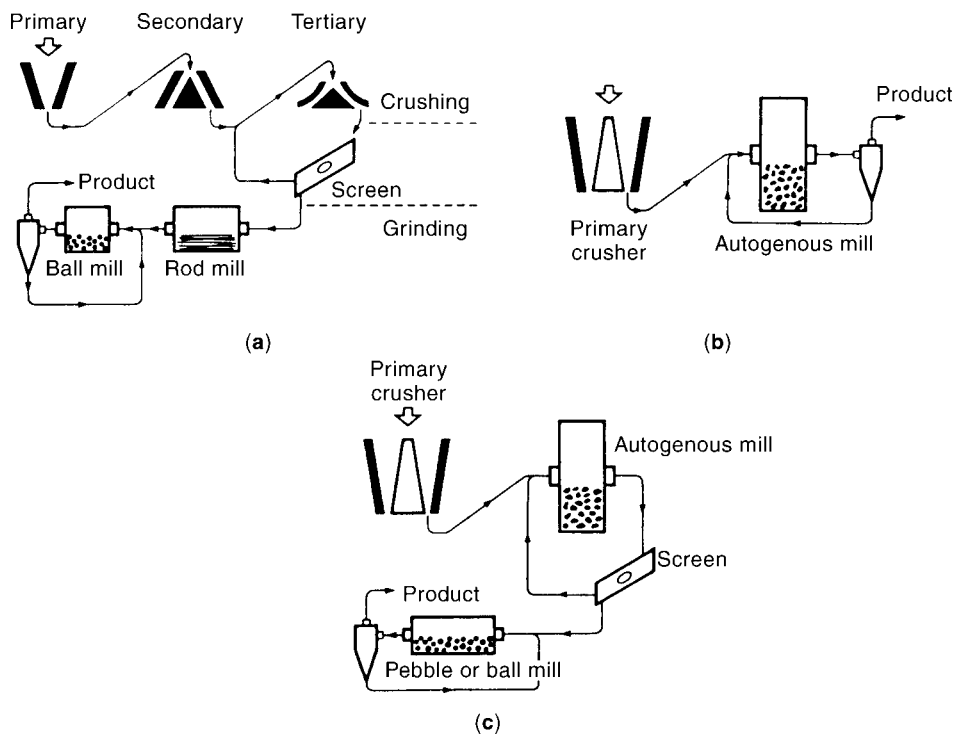 Primary
Secondary
Tertiary
Crushing
Screen
Grinding
Product
Ball mill
Rod mill
(a)
Product
Primary
crusher
Autogenous mill
(b)
Primary
crusher
Autogenous mill
Screen
Product
Pebble or ball mill
(c)